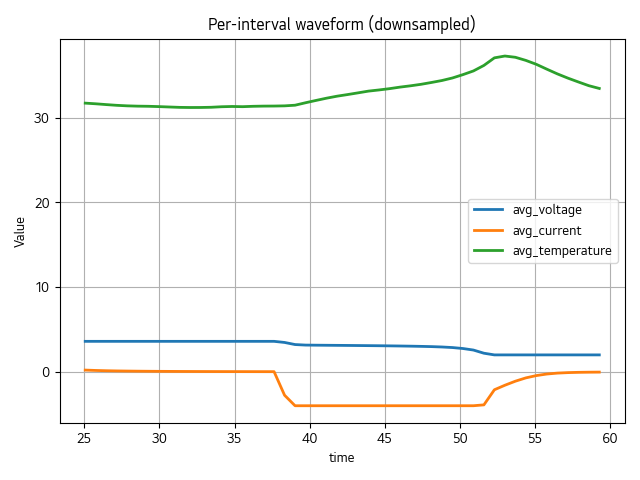 Per-interval waveform (downsampled)
Value
30
20
10
0
avg_voltage
avg_current
avg_temperature
25 30 35 40 45 50 55 60
time